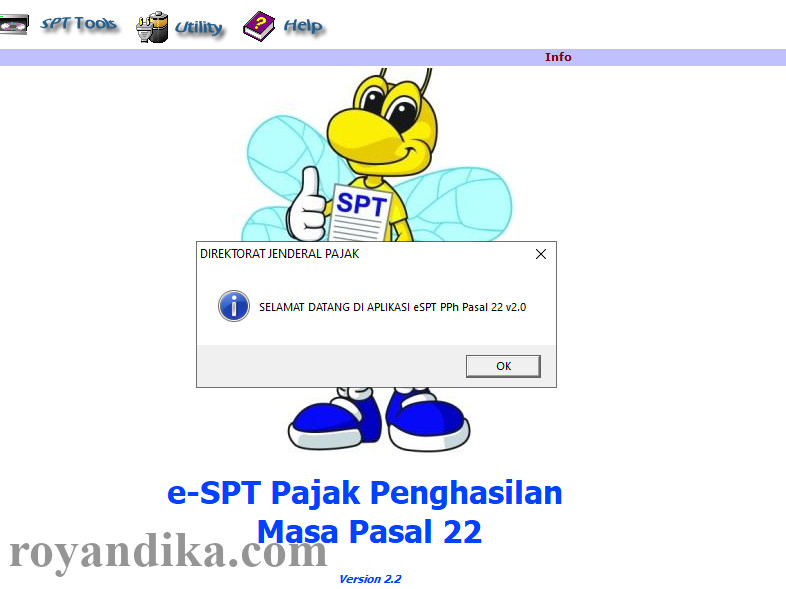 SPT Tools Utility Help
Info
SPT
DIREKTORAT JENDERAL PAJAK
SELAMAT DATANG DI APLIKASI eSPT PPh Pasal 22 v2.0
OK
e-SPT Pajak Penghasilan
Masa Pasal 22
royandika.com
Version 2.2